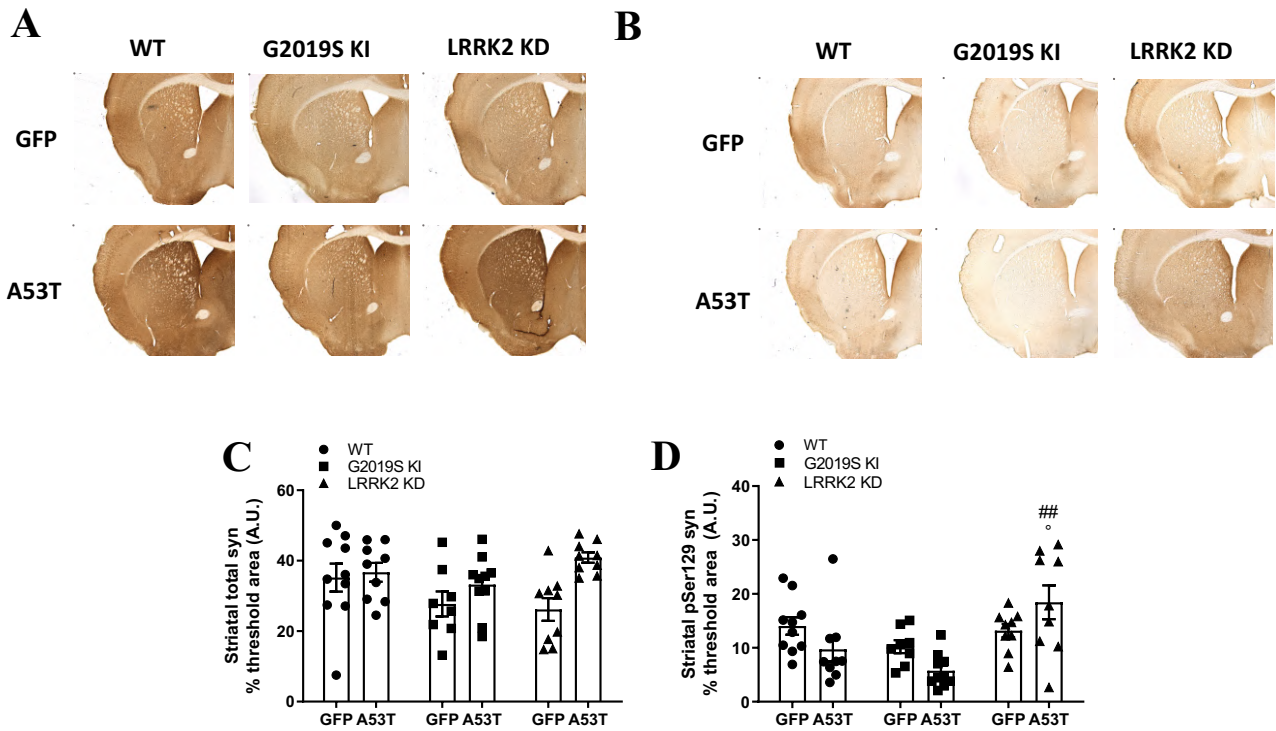 A
WT
G2019S KI
LRRK2 KD
GFP
A53T
B
WT
G2019S KI
LRRK2 KD
GFP
A53T
C
WT
G2019S KI
LRRK2 KD
Striatal total syn
% threshold area (A.U.)
60
40
20
0
GFP A53T
GFP A53T
GFP A53T
D
WT
G2019S KI
LRRK2 KD
Striatal pSer129 syn
% threshold area (A.U.)
40
30
20
10
0
##
°
GFP A53T
GFP A53T
GFP A53T